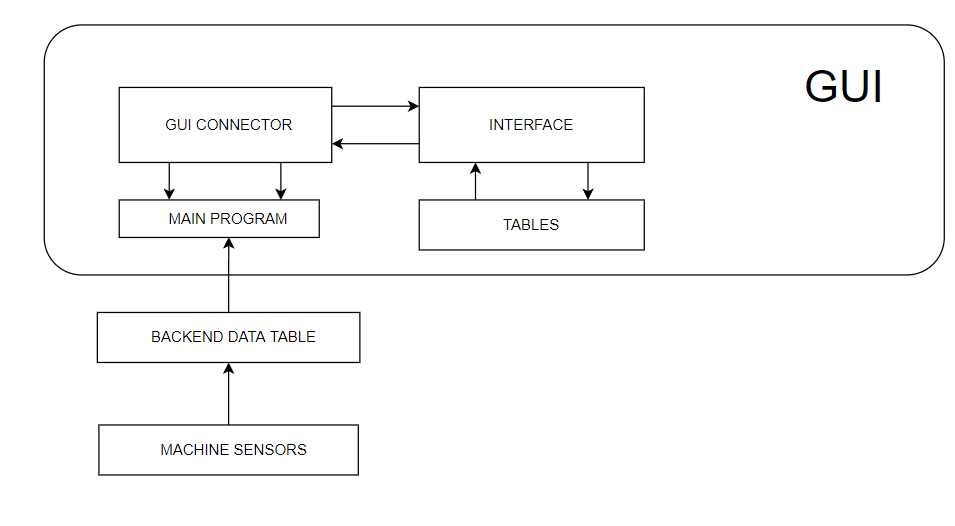 GUI
GUI CONNECTOR
INTERFACE
MAIN PROGRAM
TABLES
BACKEND DATA TABLE
MACHINE SENSORS